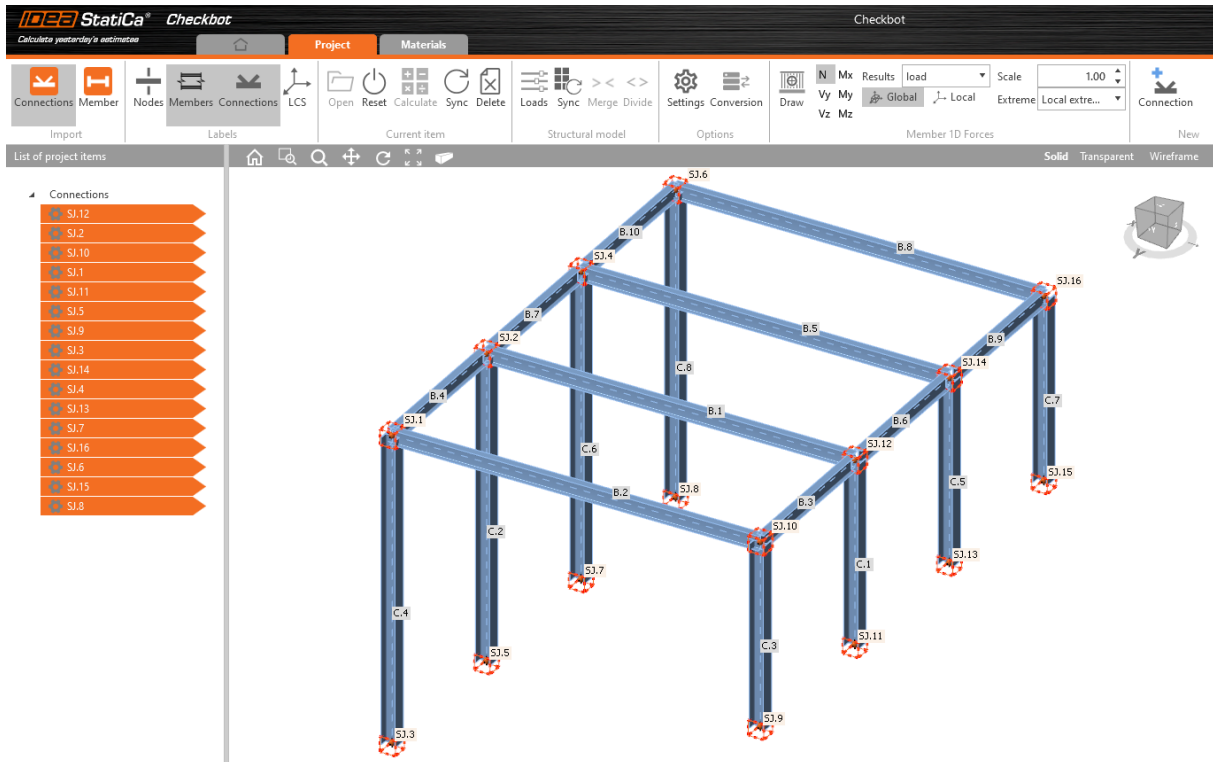 IDEA StatiCa® Checkbot
Calculate yesterday's estimates
Checkbot
Project Materials
Connections Member Nodes Members Connections LCS Open Reset Calculate Sync Delete Loads Sync Merge Divide Settings Conversion Draw
N Mx Results load Scale 1.00
Vy My Global Local Extreme Local extre...
Vz Mz
Connection
Import Labels Current item Structural model Options Member 1D Forces New
List of project items
Solid Transparent Wireframe
Connections
SJ.12
SJ.2
SJ.10
SJ.1
SJ.11
SJ.5
SJ.9
SJ.3
SJ.14
SJ.4
SJ.13
SJ.7
SJ.16
SJ.6
SJ.15
SJ.8
SJ.6
B.10
B.8
SJ.4
SJ.16
B.7
B.5
SJ.2
B.9
SJ.14
C.8
B.4
C.7
B.1
SJ.1
B.6
SJ.12
C.6
SJ.15
C.5
SJ.8
B.2
B.3
SJ.10
C.2
SJ.13
C.1
SJ.7
C.4
SJ.11
C.3
SJ.5
SJ.9
SJ.3